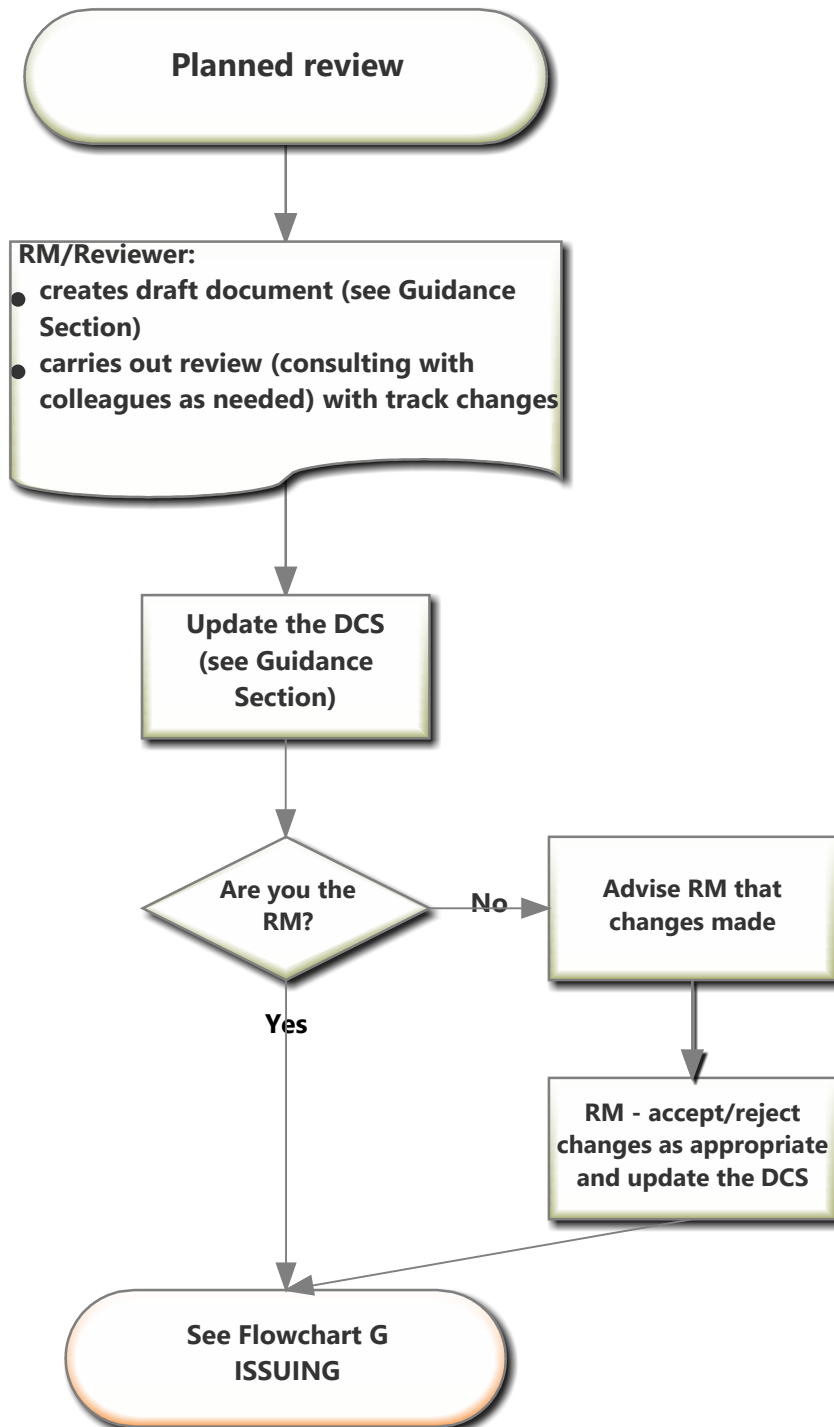 Planned review
RM/Reviewer:
• creates draft document (see Guidance
Section)
• carries out review (consulting with
colleagues as needed) with track changes
Update the DCS
(see Guidance
Section)
Are you the
RM?
No
Advise RM that
changes made
Yes
RM - accept/reject
changes as appropriate
and update the DCS
See Flowchart G
ISSUING